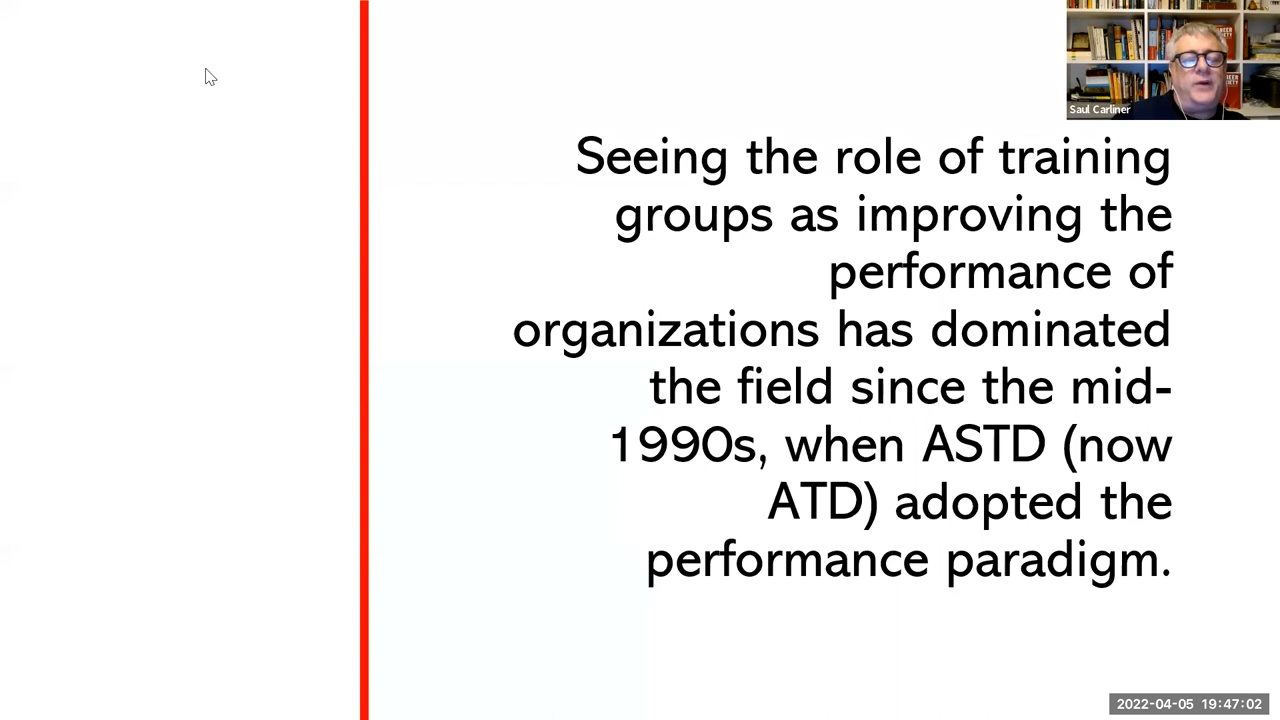 Saul Carliner
Seeing the role of training
groups as improving the
performance of
organizations has dominated
the field since the mid-
1990s, when ASTD (now
ATD) adopted the
performance paradigm.
2022-04-05 19:47:02